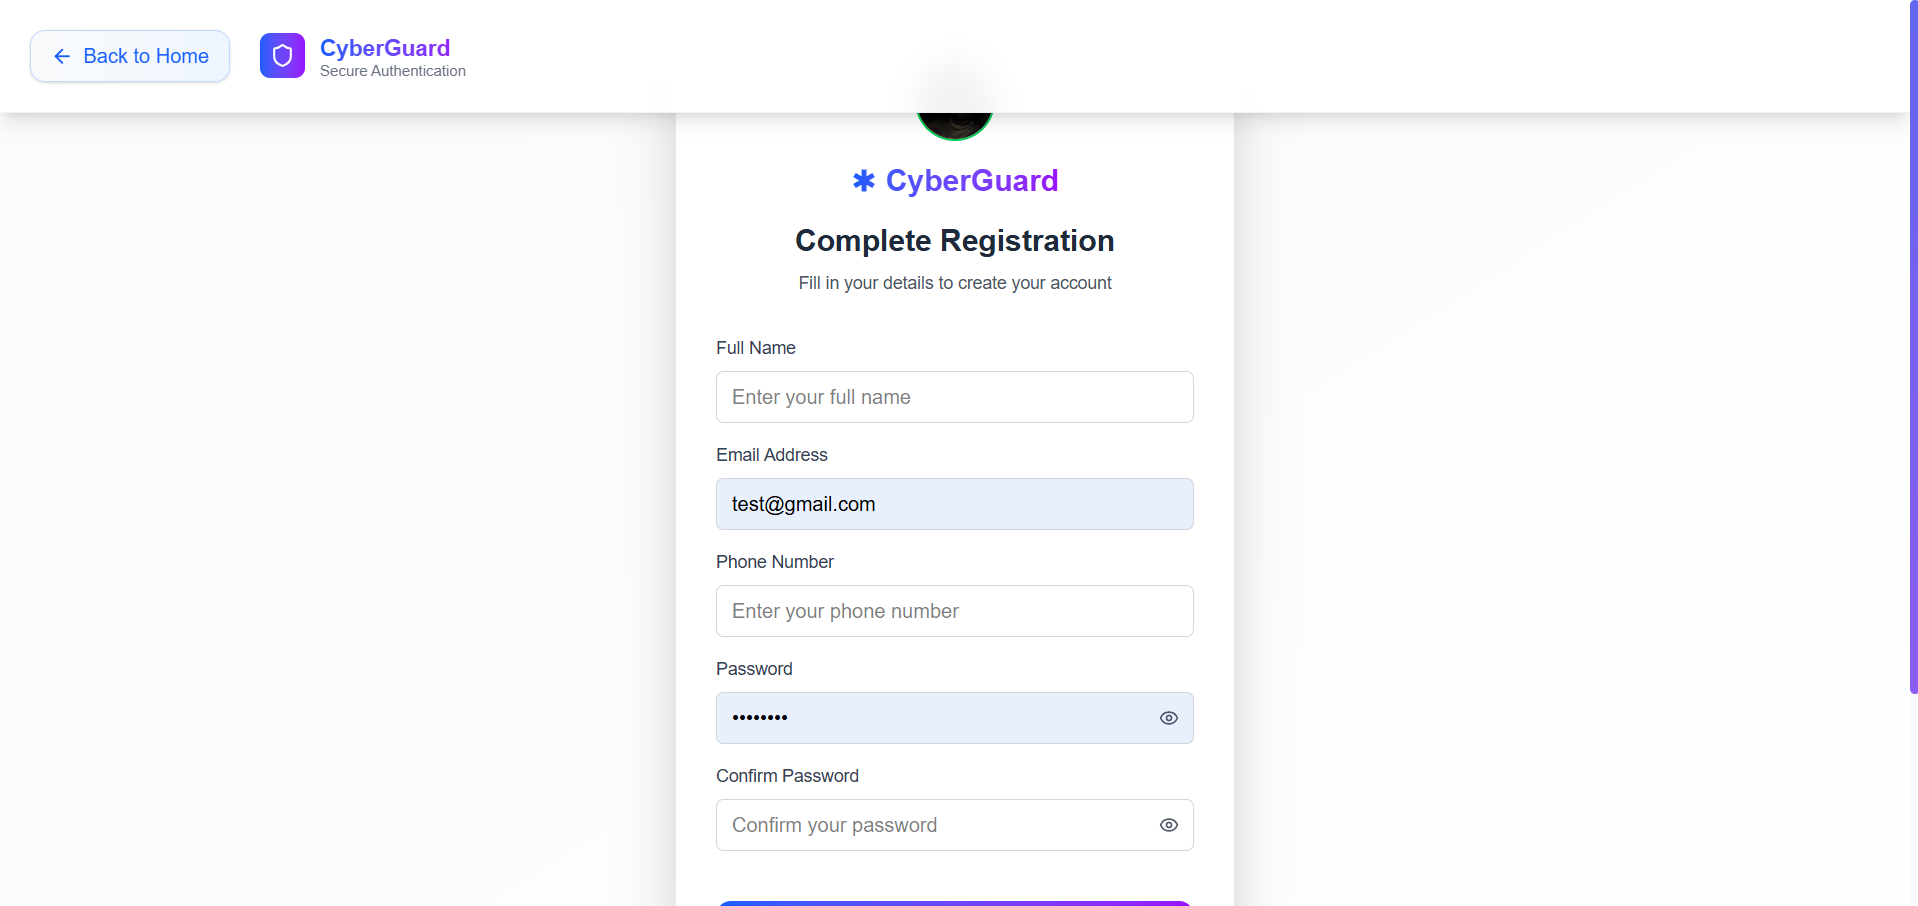 Back to Home
CyberGuard
Secure Authentication
CyberGuard
Complete Registration
Fill in your details to create your account
Full Name
Enter your full name
Email Address
test@gmail.com
Phone Number
Enter your phone number
Password
••••••••
Confirm Password
Confirm your password